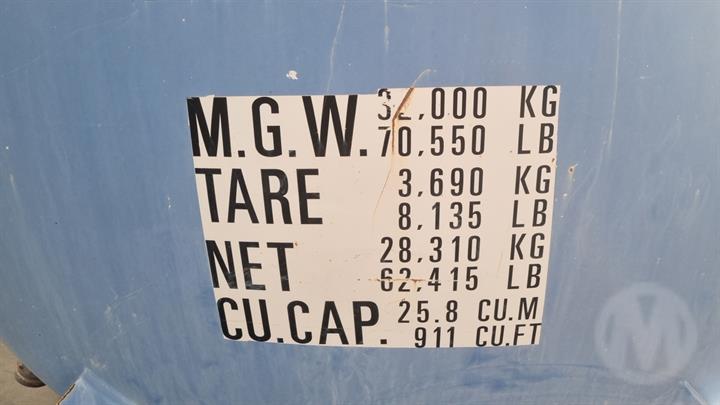 M.G.W. 32,000 KG
70,550 LB
TARE 3,690 KG
8,135 LB
NET 28,310 KG
62,415 LB
CU.CAP. 25.8 CU.M
911 CU.FT
M